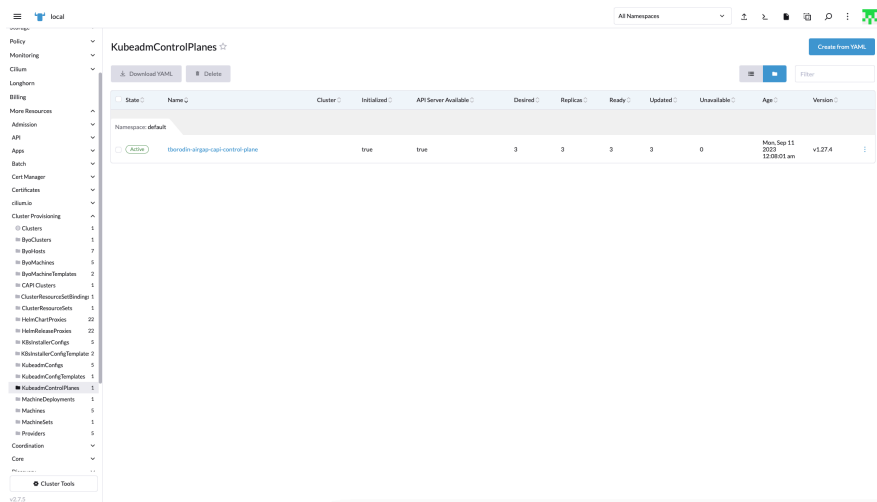 local
All Namespaces
Storage
Policy
Monitoring
Cilium
Longhorn
Billing
More Resources
Admission
API
Apps
Batch
Cert Manager
Certificates
cilium.io
Cluster Provisioning
Clusters 1
ByoClusters 1
ByoHosts 7
ByoMachines 5
ByoMachineTemplates 2
CAPI Clusters 1
ClusterResourceSetBindings 1
ClusterResourceSets 1
HelmChartProxies 22
HelmReleaseProxies 22
K8sInstallerConfigs 5
K8sInstallerConfigTemplate 2
KubeadmConfigs 5
KubeadmConfigTemplates 1
KubeadmControlPlanes 1
MachineDeployments 1
Machines 5
MachineSets 1
Providers 5
Coordination
Core
Discovery
Cluster Tools
v2.7.5
KubeadmControlPlanes
Create from YAML
Download YAML
Delete
Filter
State Name Cluster Initialized API Server Available Desired Replicas Ready Updated Unavailable Age Version
Namespace: default
Active tborodin-airgap-capi-control-plane true true 3 3 3 3 0 Mon, Sep 11 2023 12:08:01 am v1.27.4